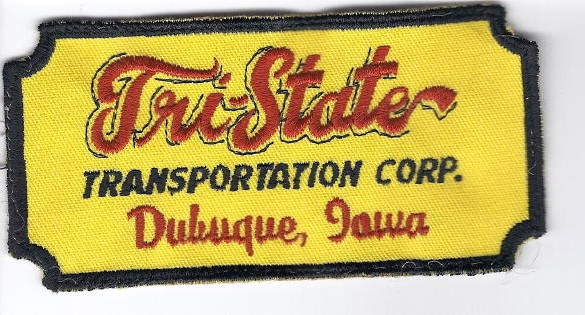 Tri-State
TRANSPORTATION CORP.
Dubuque, Iowa